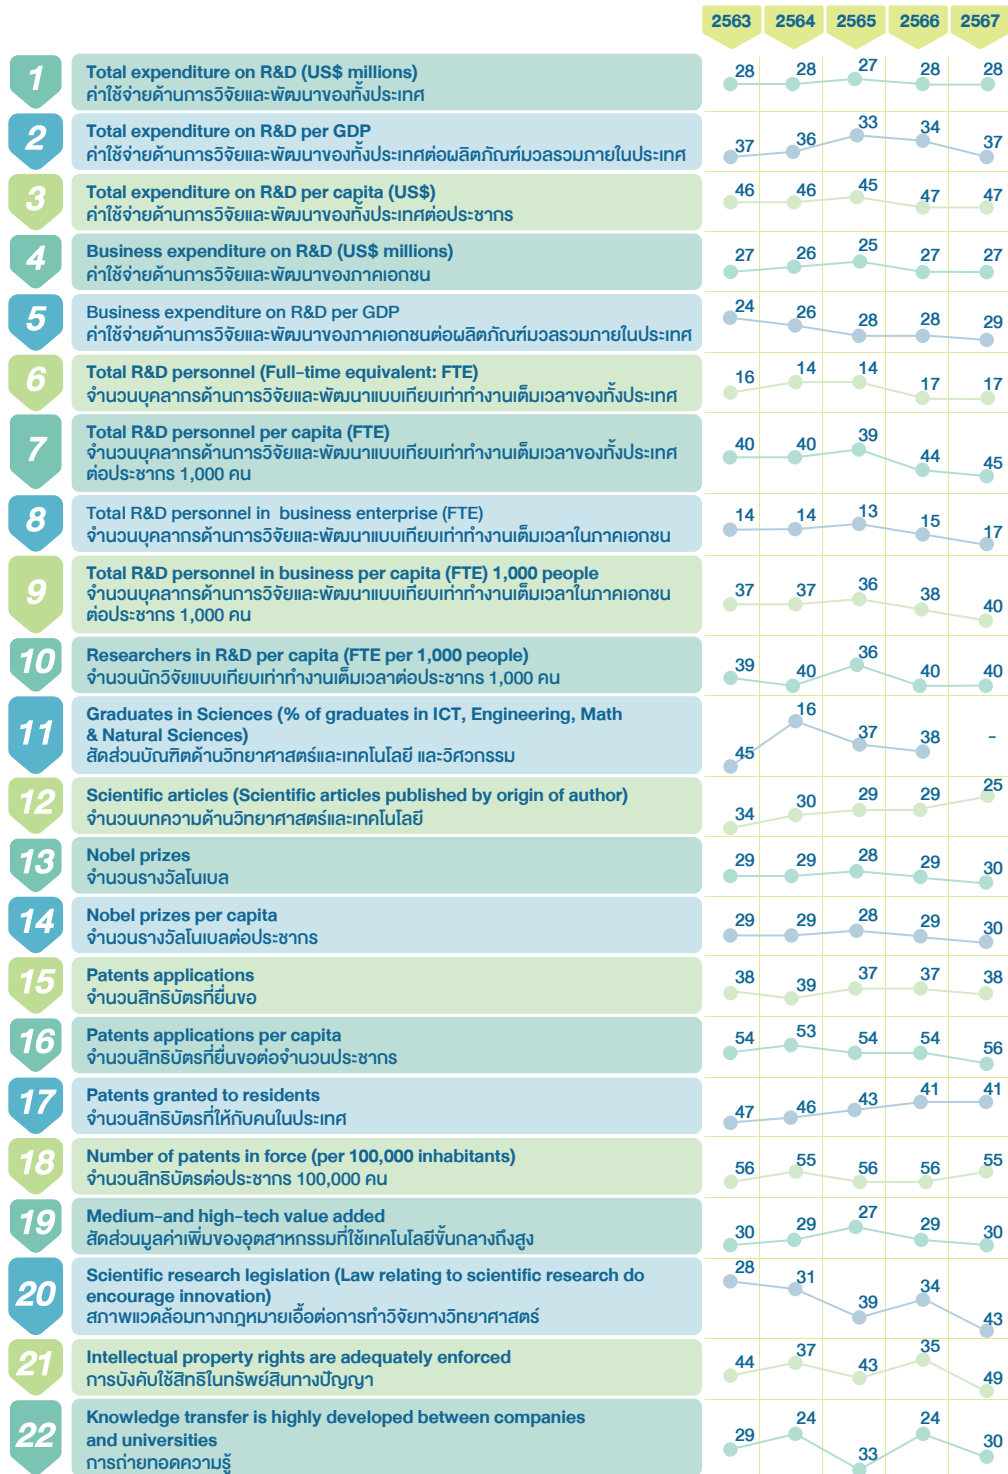 2563 2564 2565 2566 2567
1 Total expenditure on R&D (US$ millions) 28 28 27 28 28
ค่าใช้จ่ายด้านการวิจัยและพัฒนาของทั้งประเทศ
2 Total expenditure on R&D per GDP 37 36 33 34 37
ค่าใช้จ่ายด้านการวิจัยและพัฒนาของทั้งประเทศต่อผลิตภัณฑ์มวลรวมภายในประเทศ
3 Total expenditure on R&D per capita (US$) 46 46 45 47 47
ค่าใช้จ่ายด้านการวิจัยและพัฒนาของทั้งประเทศต่อประชากร
4 Business expenditure on R&D (US$ millions) 27 26 25 27 27
ค่าใช้จ่ายด้านการวิจัยและพัฒนาของภาคเอกชน
5 Business expenditure on R&D per GDP 24 26 28 28 29
ค่าใช้จ่ายด้านการวิจัยและพัฒนาของภาคเอกชนต่อผลิตภัณฑ์มวลรวมภายในประเทศ
6 Total R&D personnel (Full-time equivalent: FTE) 16 14 14 17 17
จำนวนบุคลากรด้านการวิจัยและพัฒนาแบบเทียบเท่าทำงานเต็มเวลาของทั้งประเทศ
7 Total R&D personnel per capita (FTE) 40 40 39 44 45
จำนวนบุคลากรด้านการวิจัยและพัฒนาแบบเทียบเท่าทำงานเต็มเวลาของทั้งประเทศ
ต่อประชากร 1,000 คน
8 Total R&D personnel in business enterprise (FTE) 14 14 13 15 17
จำนวนบุคลากรด้านการวิจัยและพัฒนาแบบเทียบเท่าทำงานเต็มเวลาในภาคเอกชน
9 Total R&D personnel in business per capita (FTE) 1,000 people 37 37 36 38 40
จำนวนบุคลากรด้านการวิจัยและพัฒนาแบบเทียบเท่าทำงานเต็มเวลาในภาคเอกชน
ต่อประชากร 1,000 คน
10 Researchers in R&D per capita (FTE per 1,000 people) 39 40 36 40 40
จำนวนนักวิจัยแบบเทียบเท่าทำงานเต็มเวลาต่อประชากร 1,000 คน
11 Graduates in Sciences (% of graduates in ICT, Engineering, Math 45 16 37 38 -
& Natural Sciences)
สัดส่วนบัณฑิตด้านวิทยาศาสตร์และเทคโนโลยี และวิศวกรรม
12 Scientific articles (Scientific articles published by origin of author) 34 30 29 29 25
จำนวนบทความด้านวิทยาศาสตร์และเทคโนโลยี
13 Nobel prizes 29 29 28 29 30
จำนวนรางวัลโนเบล
14 Nobel prizes per capita 29 29 28 29 30
จำนวนรางวัลโนเบลต่อประชากร
15 Patents applications 38 39 37 37 38
จำนวนสิทธิบัตรที่ยื่นขอ
16 Patents applications per capita 54 53 54 54 56
จำนวนสิทธิบัตรที่ยื่นขอต่อจำนวนประชากร
17 Patents granted to residents 47 46 43 41 41
จำนวนสิทธิบัตรที่ให้กับคนในประเทศ
18 Number of patents in force (per 100,000 inhabitants) 56 55 56 56 55
จำนวนสิทธิบัตรต่อประชากร 100,000 คน
19 Medium-and high-tech value added 30 29 27 29 30
สัดส่วนมูลค่าเพิ่มของอุตสาหกรรมที่ใช้เทคโนโลยีขั้นกลางถึงสูง
20 Scientific research legislation (Law relating to scientific research do 28 31 39 34 43
encourage innovation)
สภาพแวดล้อมทางกฎหมายเอื้อต่อการทำวิจัยทางวิทยาศาสตร์
21 Intellectual property rights are adequately enforced 44 37 43 35 49
การบังคับใช้สิทธิในทรัพย์สินทางปัญญา
22 Knowledge transfer is highly developed between companies 29 24 33 24 30
and universities
การถ่ายทอดความรู้